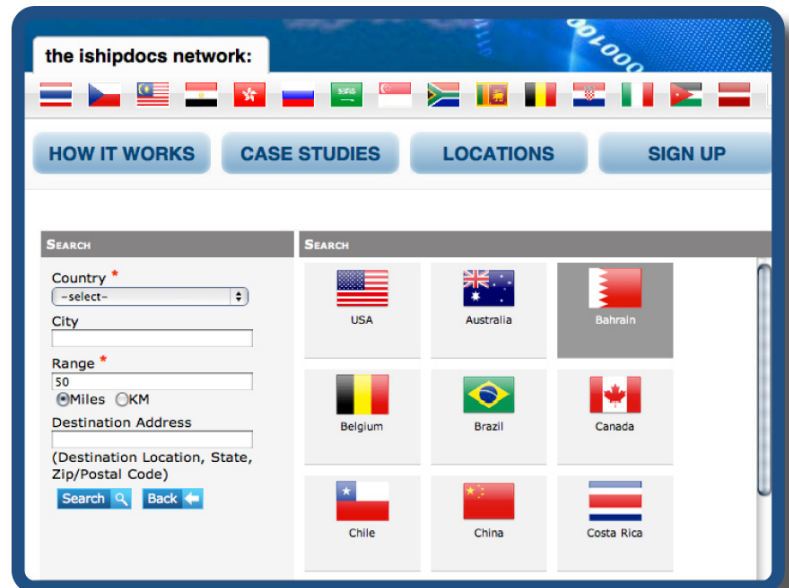 the ishipdocs network:
HOW IT WORKS CASE STUDIES LOCATIONS SIGN UP
SEARCH
Country *
-select-
City
Range *
50
Miles KM
Destination Address
(Destination Location, State,
Zip/Postal Code)
Search Back
SEARCH
USA Australia Bahrain
Belgium Brazil Canada
Chile China Costa Rica